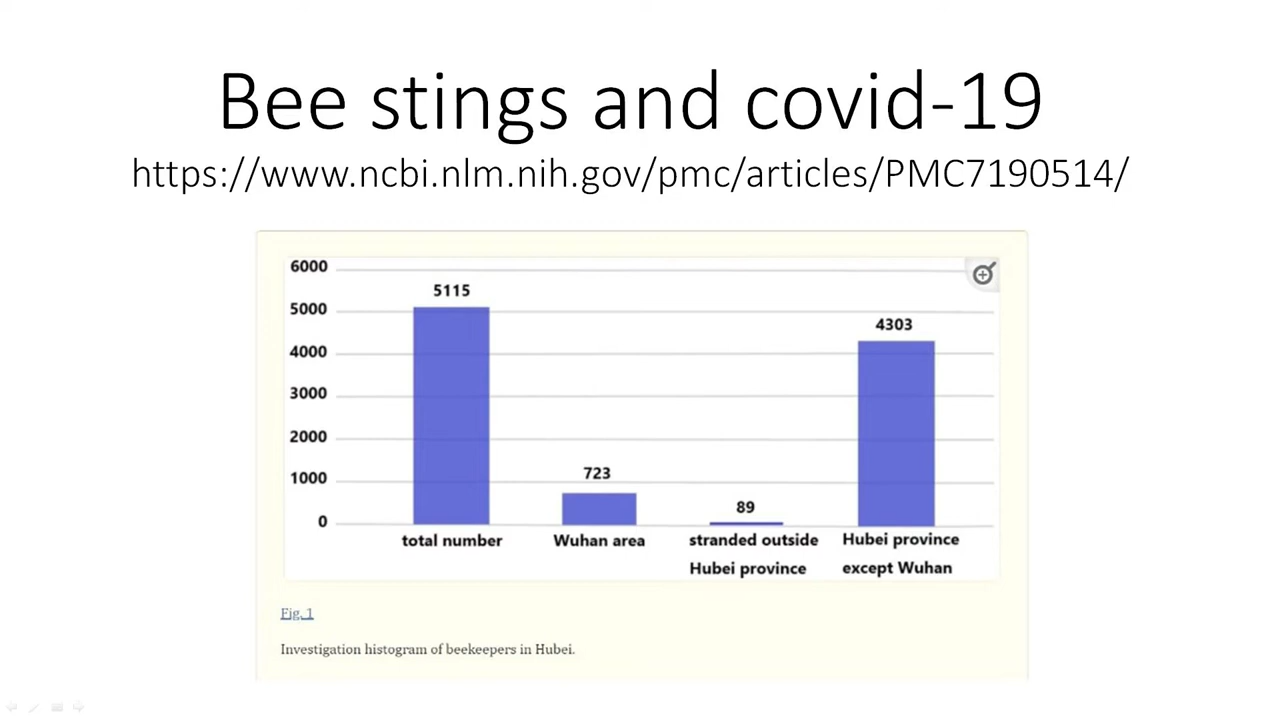 Bee stings and covid-19
https://www.ncbi.nlm.nih.gov/pmc/articles/PMC7190514/
6000
5115
5000
4303
4000
3000
2000
723
1000
89
0
total number
Wuhan area
stranded outside
Hubei province
Hubei province
except Wuhan
Fig. 1
Investigation histogram of beekeepers in Hubei.